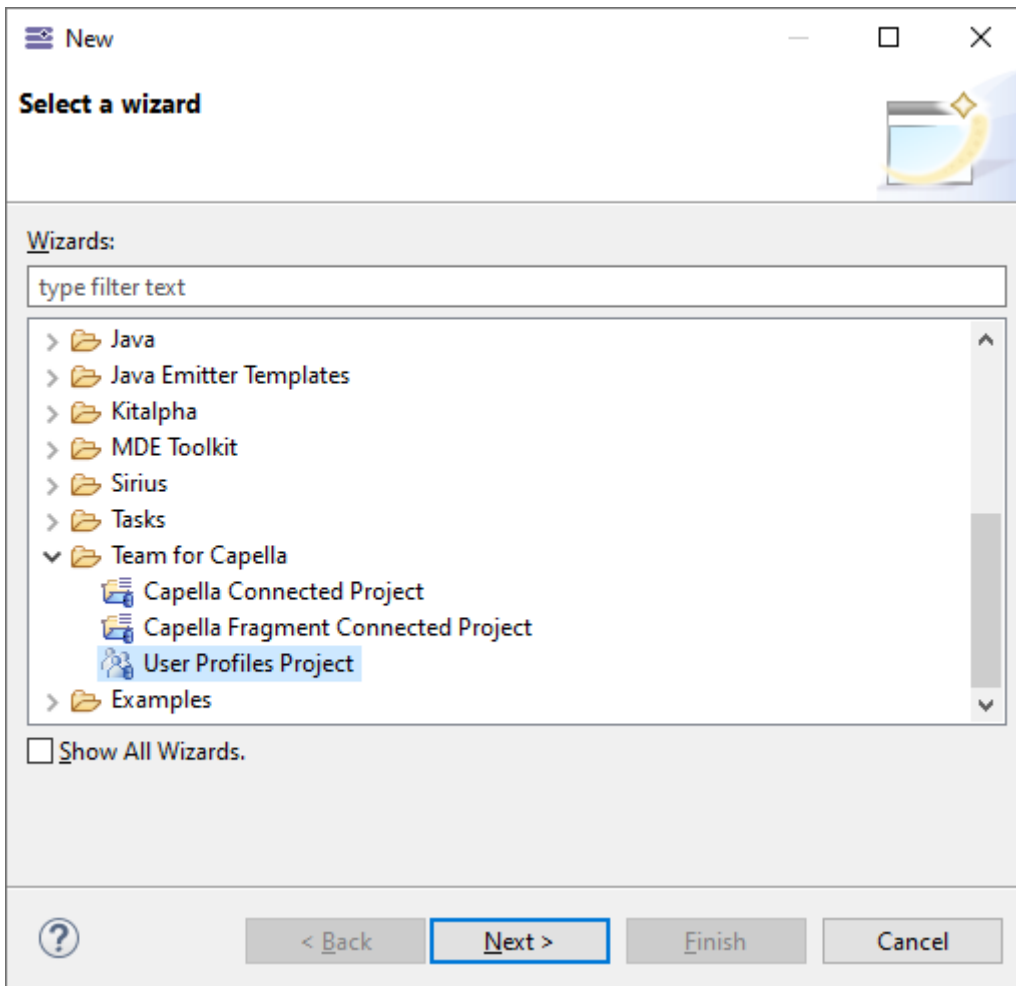 New
Select a wizard
Wizards:
type filter text
Java
Java Emitter Templates
Kitalpha
MDE Toolkit
Sirius
Tasks
Team for Capella
Capella Connected Project
Capella Fragment Connected Project
User Profiles Project
Examples
Show All Wizards.
? < Back Next > Finish Cancel